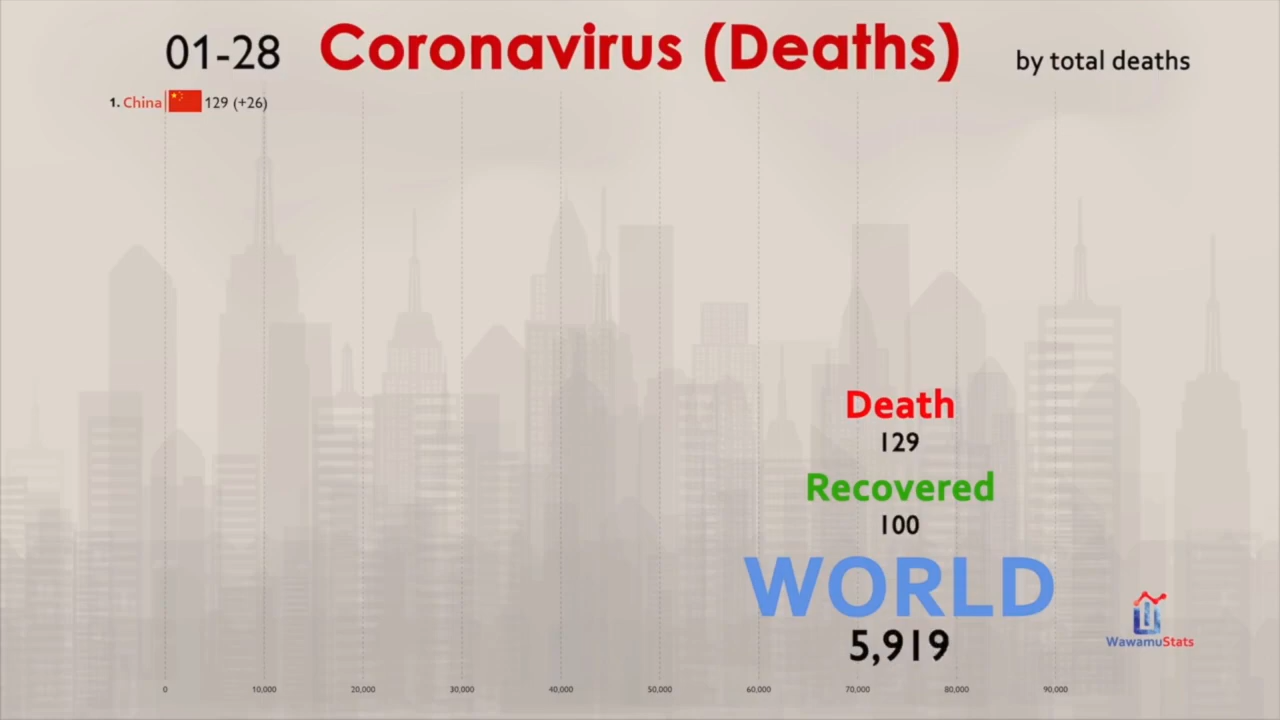 01-28 Coronavirus (Deaths) by total deaths
1. China 129 (+26)
Death
129
Recovered
100
WORLD
5,919
WawamuStats
0 10,000 20,000 30,000 40,000 50,000 60,000 70,000 80,000 90,000